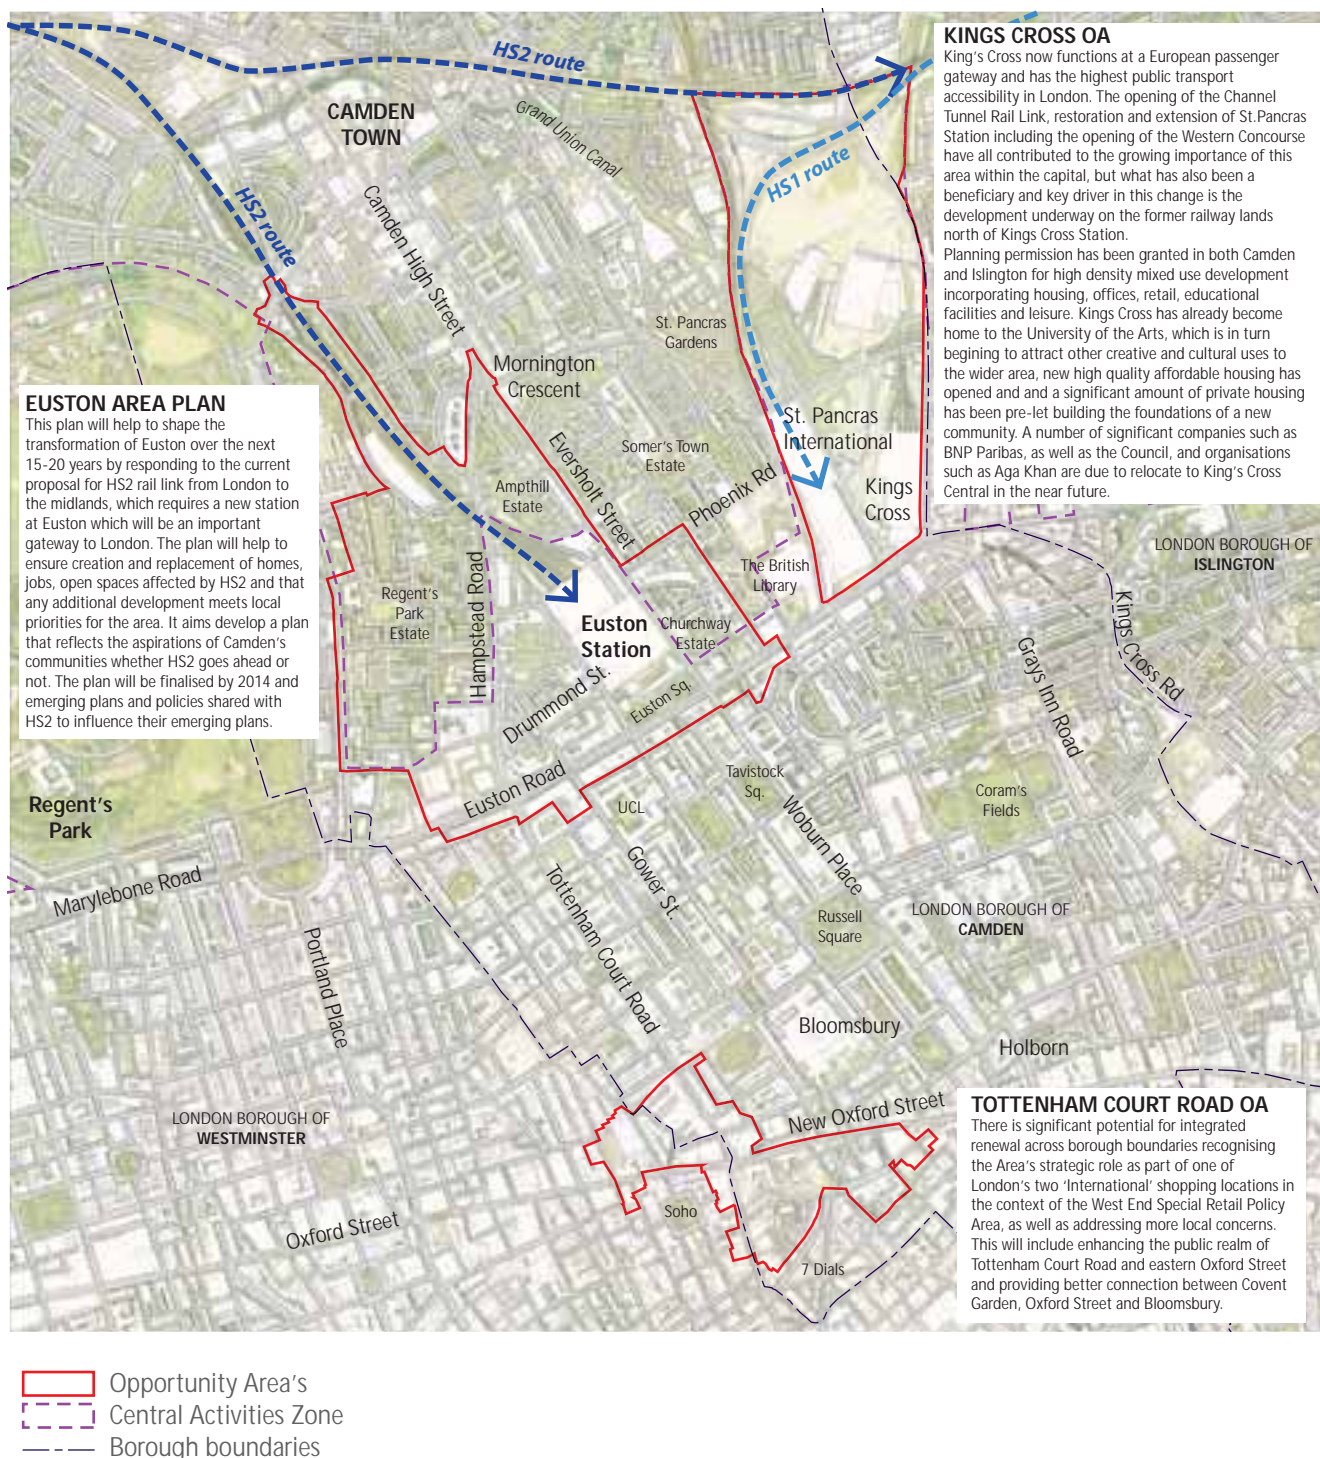 HS2 route
CAMDEN
TOWN
Grand Union Canal
HS1 route
HS2 route
Camden High Street
KINGS CROSS OA
King's Cross now functions at a European passenger
gateway and has the highest public transport
accessibility in London. The opening of the Channel
Tunnel Rail Link, restoration and extension of St.Pancras
Station including the opening of the Western Concourse
have all contributed to the growing importance of this
area within the capital, but what has also been a
beneficiary and key driver in this change is the
development underway on the former railway lands
north of Kings Cross Station.
Planning permission has been granted in both Camden
and Islington for high density mixed use development
incorporating housing, offices, retail, educational
facilities and leisure. Kings Cross has already become
home to the University of the Arts, which is in turn
begining to attract other creative and cultural uses to
the wider area, new high quality affordable housing has
opened and and a significant amount of private housing
has been pre-let building the foundations of a new
community. A number of significant companies such as
BNP Paribas, as well as the Council, and organisations
such as Aga Khan are due to relocate to King's Cross
Central in the near future.
St. Pancras
Gardens
Mornington
Crescent
EUSTON AREA PLAN
This plan will help to shape the
transformation of Euston over the next
15-20 years by responding to the current
proposal for HS2 rail link from London to
the midlands, which requires a new station
at Euston which will be an important
gateway to London. The plan will help to
ensure creation and replacement of homes,
jobs, open spaces affected by HS2 and that
any additional development meets local
priorities for the area. It aims develop a plan
that reflects the aspirations of Camden's
communities whether HS2 goes ahead or
not. The plan will be finalised by 2014 and
emerging plans and policies shared with
HS2 to influence their emerging plans.
St. Pancras
International
Eversholt Street
Somer's Town
Estate
Phoenix Rd
Ampthill
Estate
Kings
Cross
LONDON BOROUGH OF
ISLINGTON
The British
Library
Regent's
Park
Estate
Hampstead Road
Euston
Station
Churchway
Estate
Kings Cross Rd
Grays Inn Road
Drummond St.
Euston Sq.
Euston Road
Tavistock
Sq.
Woburn Place
Coram's
Fields
Regent's
Park
UCL
Gower St.
Marylebone Road
Tottenham Court Road
Portland Place
Russell
Square
LONDON BOROUGH OF
CAMDEN
Bloomsbury
Holborn
LONDON BOROUGH OF
WESTMINSTER
New Oxford Street
TOTTENHAM COURT ROAD OA
There is significant potential for integrated
renewal across borough boundaries recognising
the Area's strategic role as part of one of
London's two 'International' shopping locations in
the context of the West End Special Retail Policy
Area, as well as addressing more local concerns.
This will include enhancing the public realm of
Tottenham Court Road and eastern Oxford Street
and providing better connection between Covent
Garden, Oxford Street and Bloomsbury.
Soho
Oxford Street
7 Dials
Opportunity Area's
Central Activities Zone
Borough boundaries